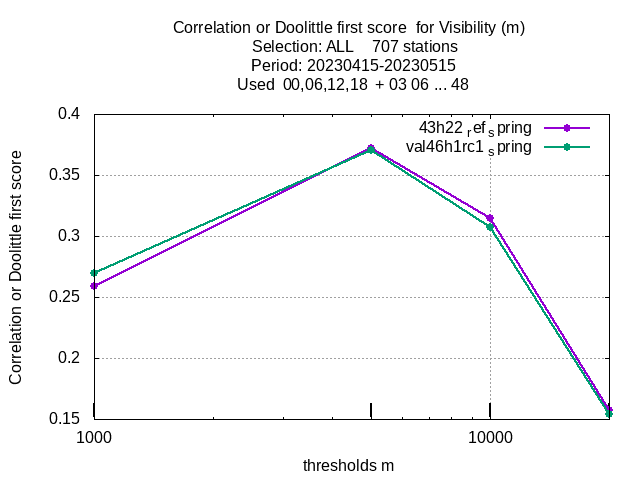 Correlation or Doolittle first score  for Visibility (m)
Selection: ALL    707 stations
Period: 20230415-20230515
Used  00,06,12,18  + 03 06 ... 48
43h22 ref spring
val46h1rc1 spring
Correlation or Doolittle first score
0.4
0.35
0.3
0.25
0.2
0.15
1000 10000
thresholds m